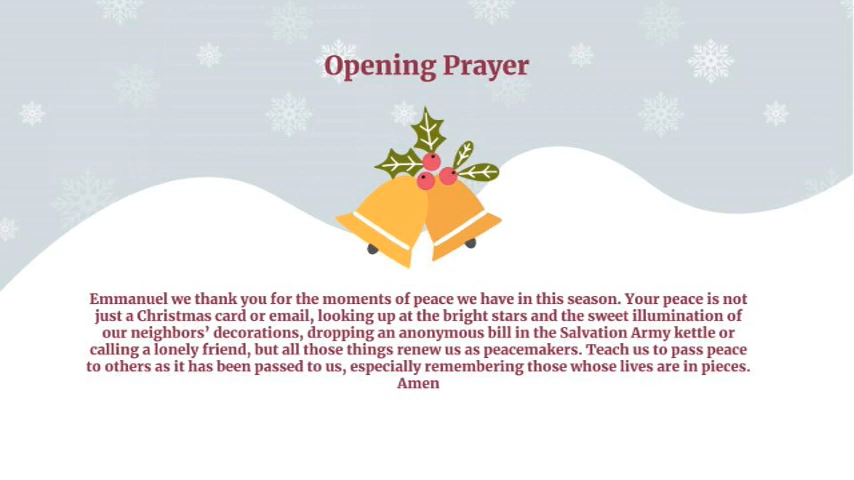 Opening Prayer
Emmanuel we thank you for the moments of peace we have in this season. Your peace is not
just a Christmas card or email, looking up at the bright stars and the sweet illumination of
our neighbors’ decorations, dropping an anonymous bill in the Salvation Army kettle or
calling a lonely friend, but all those things renew us as peacemakers. Teach us to pass peace
to others as it has been passed to us, especially remembering those whose lives are in pieces.
Amen